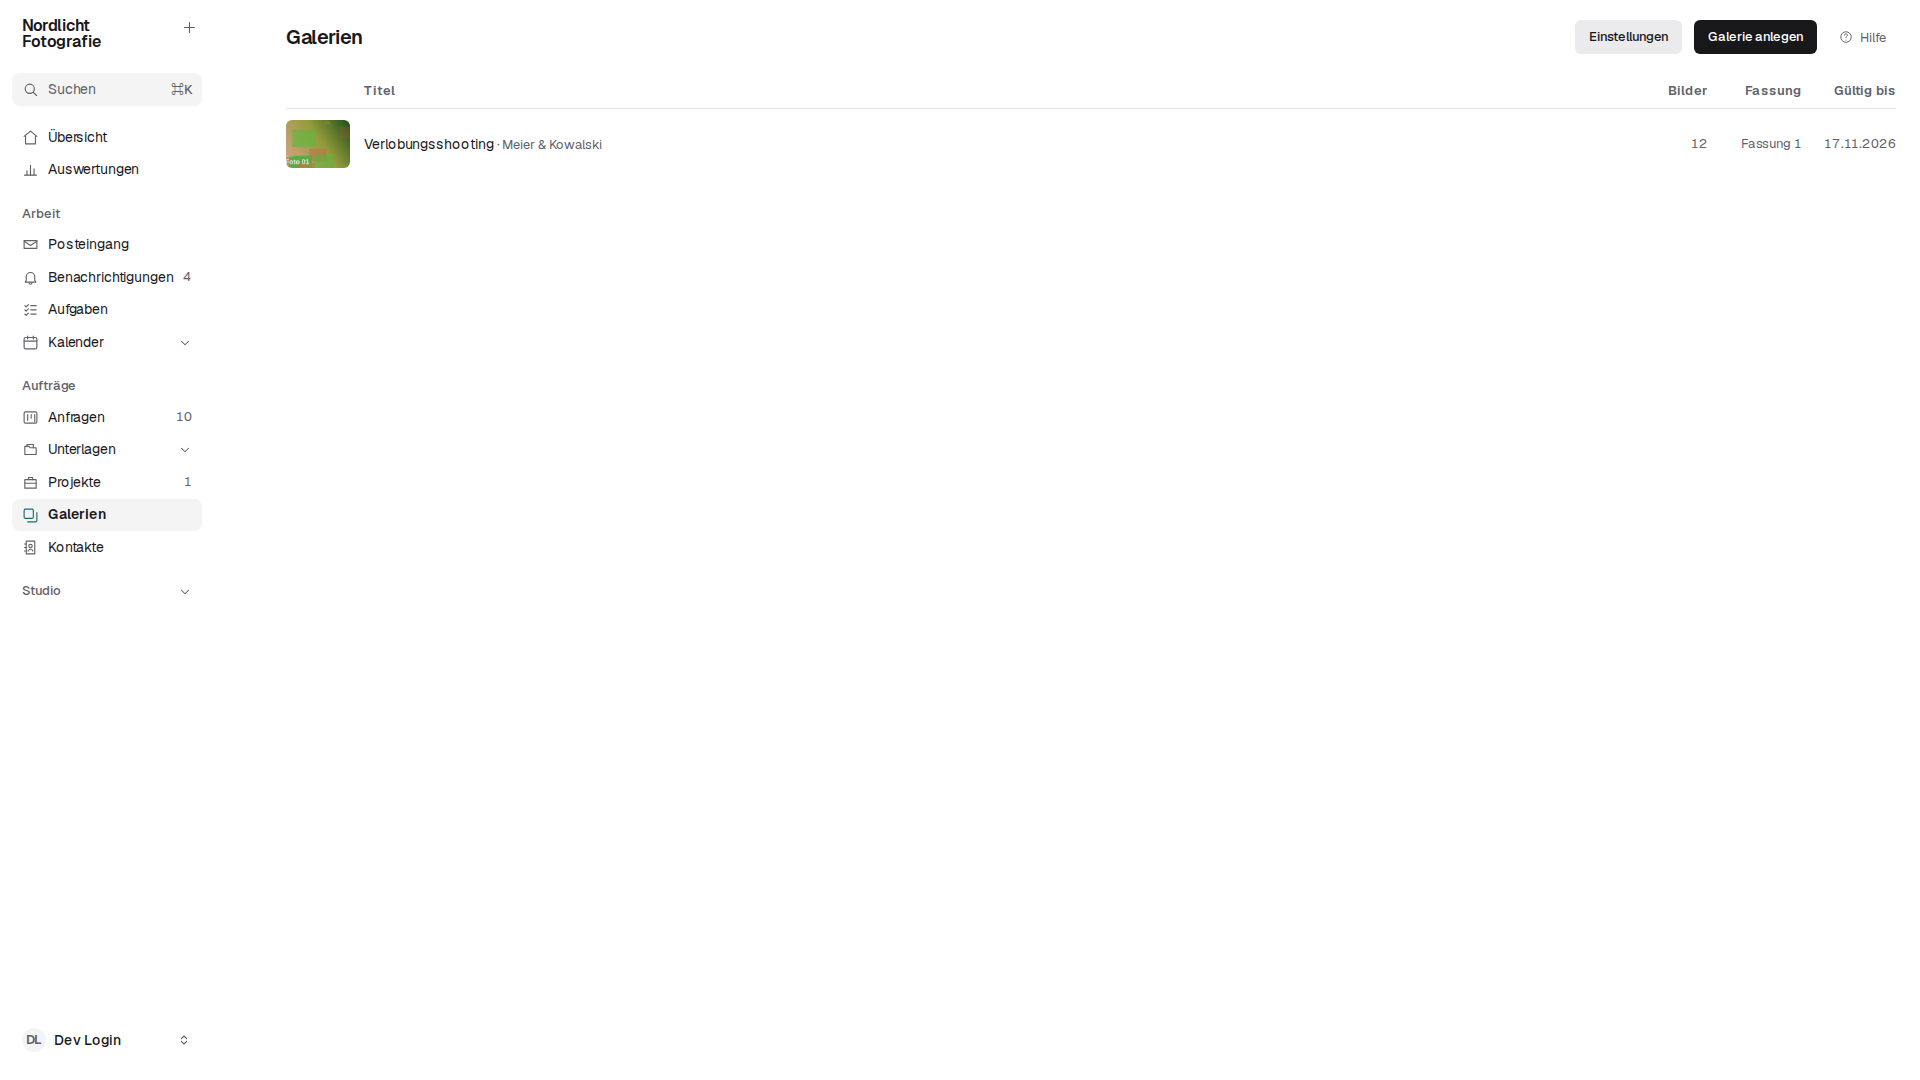 Nordlicht
Fotografie
Suchen ⌘K
Übersicht
Auswertungen
Arbeit
Posteingang
Benachrichtigungen 4
Aufgaben
Kalender
Aufträge
Anfragen 10
Unterlagen
Projekte 1
Galerien
Kontakte
Studio
DL Dev Login
Galerien
Einstellungen
Galerie anlegen
Hilfe
Titel Bilder Fassung Gültig bis
Foto 01
Verlobungsshooting · Meier & Kowalski 12 Fassung 1 17.11.2026